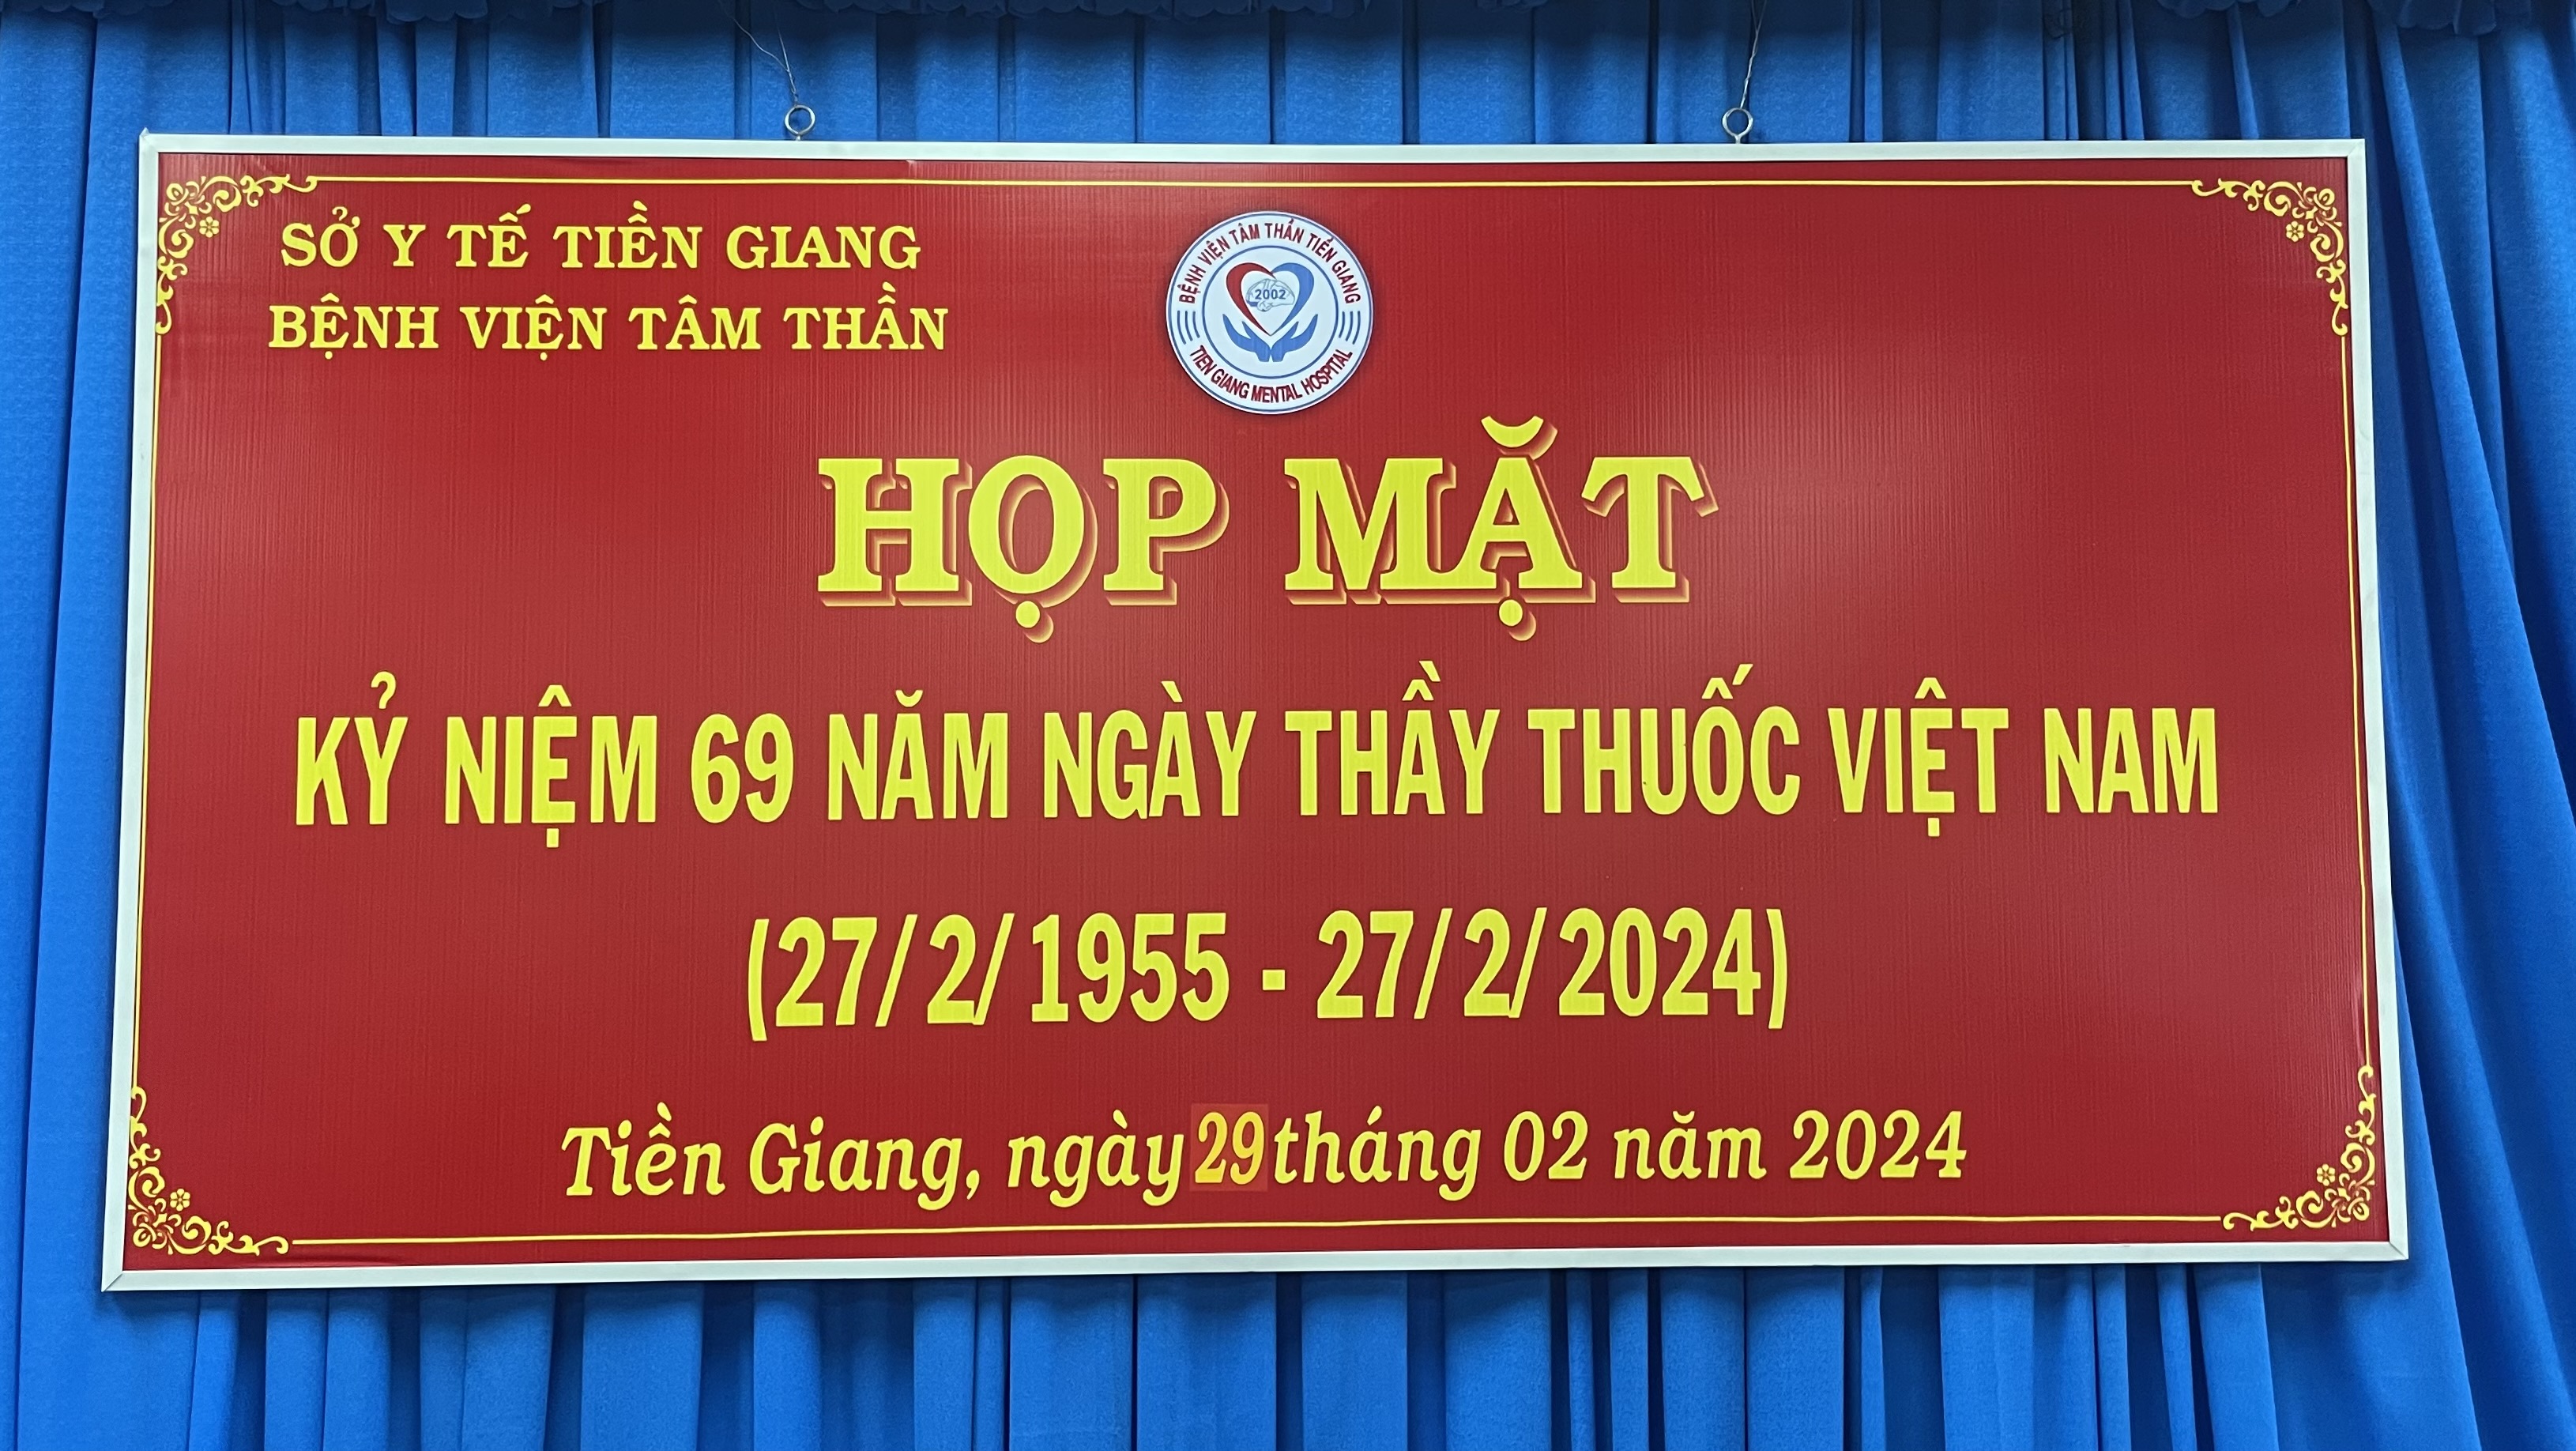 SỞ Y TẾ TIỀN GIANG
BỆNH VIỆN TÂM THẦN
BỆNH VIỆN TÂM THẦN TIỀN GIANG
2002
TIEN GIANG MENTAL HOSPITAL
HỌP MẶT
KỶ NIỆM 69 NĂM NGÀY THẦY THUỐC VIỆT NAM
(27/2/1955 - 27/2/2024)
Tiền Giang, ngày 29 tháng 02 năm 2024